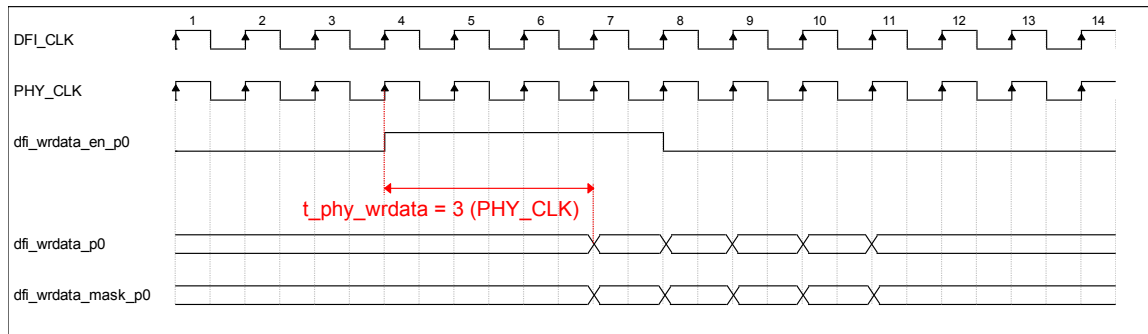 1 2 3 4 5 6 7 8 9 10 11 12 13 14
DFI_CLK
PHY_CLK
dfi_wrdata_en_p0
t_phy_wrdata = 3 (PHY_CLK)
dfi_wrdata_p0
dfi_wrdata_mask_p0